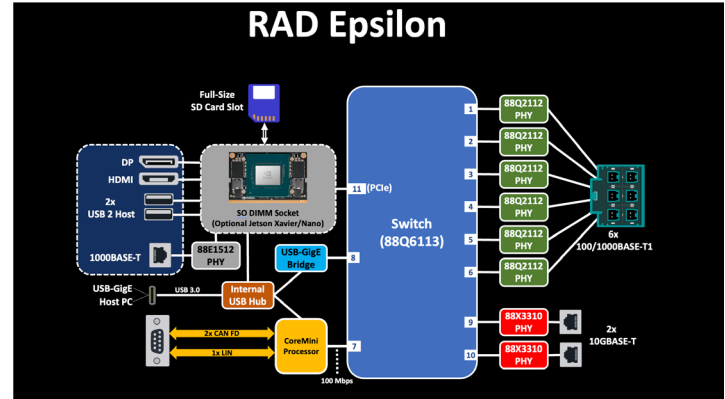 RAD Epsilon
Full-Size
SD Card Slot
DP
HDMI
2x
USB 2 Host
1000BASE-T
SO DIMM Socket
(Optional Jetson Xavier/Nano)
88E1512
PHY
USB-GigE
Bridge
USB-GigE
Host PC
USB 3.0
Internal
USB Hub
2x CAN FD
1x LIN
CoreMini
Processor
100 Mbps
Switch
(88Q6113)
11
(PCIe)
8
7
1
2
3
4
5
6
9
10
88Q2112
PHY
88Q2112
PHY
88Q2112
PHY
88Q2112
PHY
88Q2112
PHY
88Q2112
PHY
6x
100/1000BASE-T1
88X3310
PHY
88X3310
PHY
2x
10GBASE-T